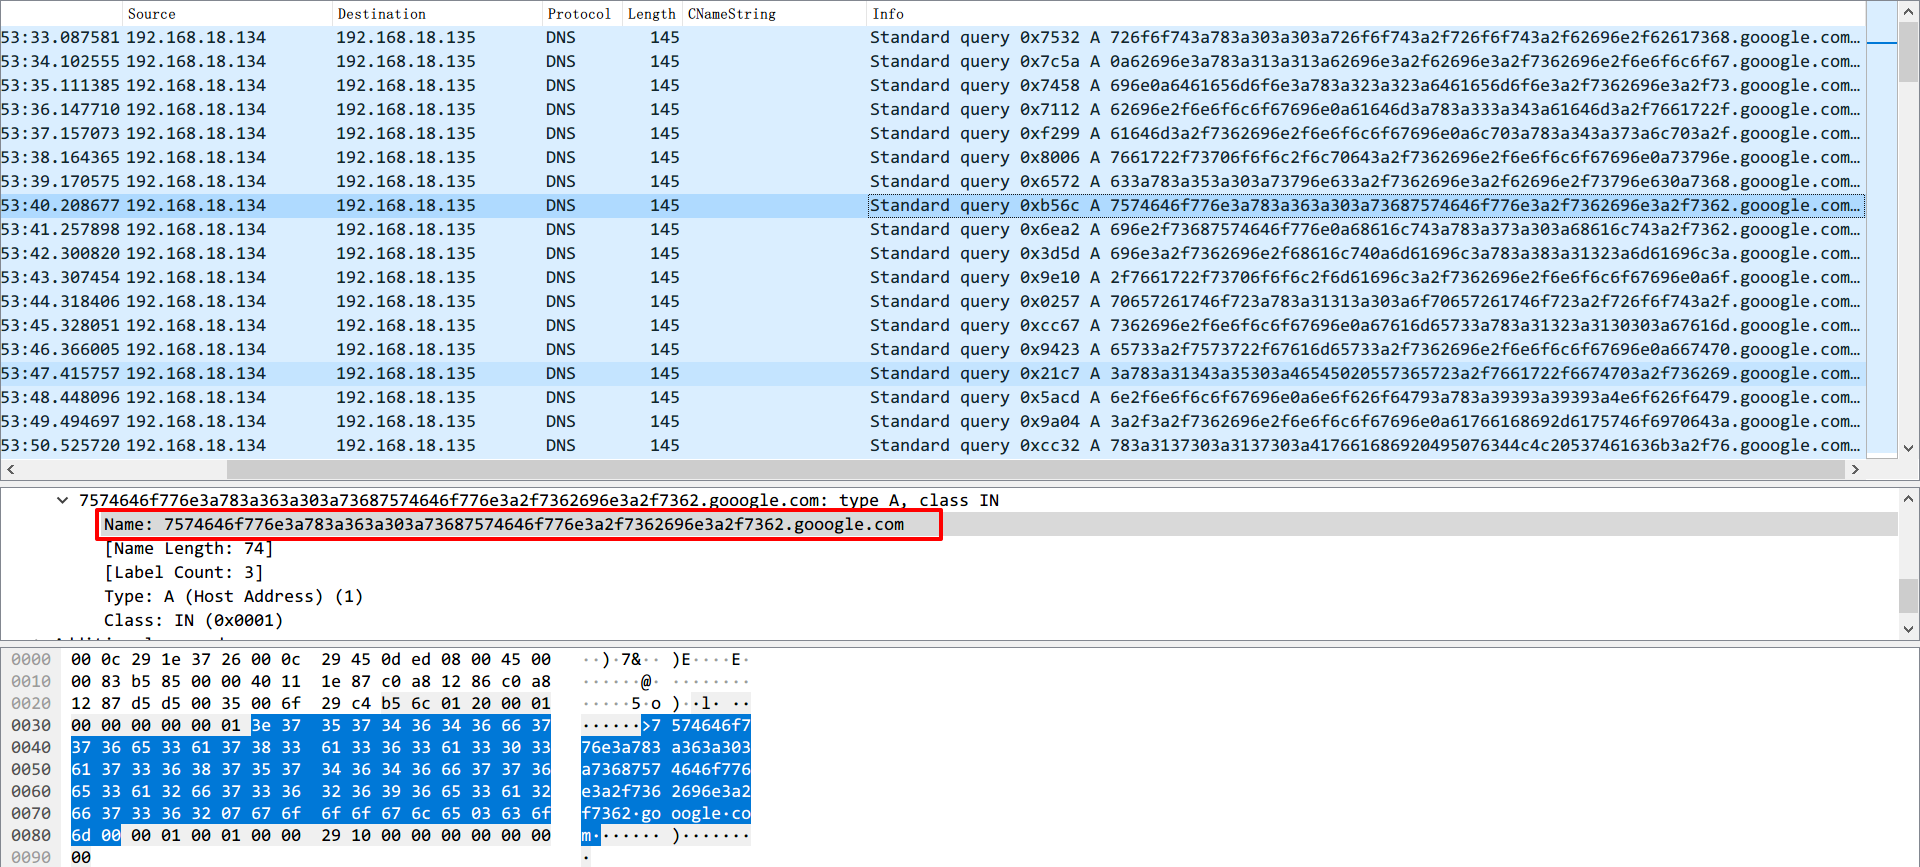 Source Destination Protocol Length CNameString Info
53:33.087581 192.168.18.134 192.168.18.135 DNS 145 Standard query 0x7532 A 726f6f743a783a303a303a726f6f743a2f726f6f743a2f62696e2f62617368.gooogle.com…
53:34.102555 192.168.18.134 192.168.18.135 DNS 145 Standard query 0x7c5a A 0a62696e3a783a313a313a62696e3a2f62696e3a2f7362696e2f6e6f6c6f67.gooogle.com…
53:35.111385 192.168.18.134 192.168.18.135 DNS 145 Standard query 0x7458 A 696e0a6461656d6f6e3a783a323a323a6461656d6f6e3a2f7362696e3a2f73.gooogle.com…
53:36.147710 192.168.18.134 192.168.18.135 DNS 145 Standard query 0x7112 A 62696e2f6e6f6c6f67696e0a61646d3a783a333a343a61646d3a2f7661722f.gooogle.com…
53:37.157073 192.168.18.134 192.168.18.135 DNS 145 Standard query 0xf299 A 61646d3a2f7362696e2f6e6f6c6f67696e0a6c703a783a343a373a6c703a2f.gooogle.com…
53:38.164365 192.168.18.134 192.168.18.135 DNS 145 Standard query 0x8006 A 7661722f73706f6f6c2f6c70643a2f7362696e2f6e6f6c6f67696e0a73796e.gooogle.com…
53:39.170575 192.168.18.134 192.168.18.135 DNS 145 Standard query 0x6572 A 633a783a353a303a73796e633a2f7362696e3a2f62696e2f73796e630a7368.gooogle.com…
53:40.208677 192.168.18.134 192.168.18.135 DNS 145 Standard query 0xb56c A 7574646f776e3a783a363a303a73687574646f776e3a2f7362696e3a2f7362.gooogle.com…
53:41.257898 192.168.18.134 192.168.18.135 DNS 145 Standard query 0x6ea2 A 696e2f73687574646f776e0a68616c743a783a373a303a68616c743a2f7362.gooogle.com…
53:42.300820 192.168.18.134 192.168.18.135 DNS 145 Standard query 0x3d5d A 696e3a2f7362696e2f68616c740a6d61696c3a783a383a31323a6d61696c3a.gooogle.com…
53:43.307454 192.168.18.134 192.168.18.135 DNS 145 Standard query 0x9e10 A 2f7661722f73706f6f6c2f6d61696c3a2f7362696e2f6e6f6c6f67696e0a6f.gooogle.com…
53:44.318406 192.168.18.134 192.168.18.135 DNS 145 Standard query 0x0257 A 70657261746f723a783a31313a303a6f70657261746f723a2f726f6f743a2f.gooogle.com…
53:45.328051 192.168.18.134 192.168.18.135 DNS 145 Standard query 0xcc67 A 7362696e2f6e6f6c6f67696e0a67616d65733a783a31323a3130303a67616d.gooogle.com…
53:46.366005 192.168.18.134 192.168.18.135 DNS 145 Standard query 0x9423 A 65733a2f7573722f67616d65733a2f7362696e2f6e6f6c6f67696e0a667470.gooogle.com…
53:47.415757 192.168.18.134 192.168.18.135 DNS 145 Standard query 0x21c7 A 3a783a31343a35303a46545020557365723a2f7661722f6674703a2f736269.gooogle.com…
53:48.448096 192.168.18.134 192.168.18.135 DNS 145 Standard query 0x5acd A 6e2f6e6f6c6f67696e0a6e6f626f64793a783a39393a39393a4e6f626f6479.gooogle.com…
53:49.494697 192.168.18.134 192.168.18.135 DNS 145 Standard query 0x9a04 A 3a2f3a2f7362696e2f6e6f6c6f67696e0a61766168692d6175746f6970643a.gooogle.com…
53:50.525720 192.168.18.134 192.168.18.135 DNS 145 Standard query 0xcc32 A 783a3137303a3137303a417661686920495076344c4c20537461636b3a2f76.gooogle.com…
7574646f776e3a783a363a303a73687574646f776e3a2f7362696e3a2f7362.gooogle.com: type A, class IN
Name: 7574646f776e3a783a363a303a73687574646f776e3a2f7362696e3a2f7362.gooogle.com
[Name Length: 74]
[Label Count: 3]
Type: A (Host Address) (1)
Class: IN (0x0001)
0000 00 0c 29 1e 37 26 00 0c 29 45 0d ed 08 00 45 00 ··)·7&·· )E····E·
0010 00 83 b5 85 00 00 40 11 1e 87 c0 a8 12 86 c0 a8 ······@· ········
0020 12 87 d5 d5 00 35 00 6f 29 c4 b5 6c 01 20 00 01 ·····5·o )··l· ··
0030 00 00 00 00 00 01 3e 37 35 37 34 36 34 36 66 37 ······>7 574646f7
0040 37 36 65 33 61 37 38 33 61 33 36 33 61 33 30 33 76e3a783 a363a303
0050 61 37 33 36 38 37 35 37 34 36 34 36 66 37 37 36 a7368757 4646f776
0060 65 33 61 32 66 37 33 36 32 36 39 36 65 33 61 32 e3a2f736 2696e3a2
0070 66 37 33 36 32 07 67 6f 6f 6f 67 6c 65 03 63 6f f7362·go oogle·co
0080 6d 00 00 01 00 01 00 00 29 10 00 00 00 00 00 00 m······· )·······
0090 00 ·